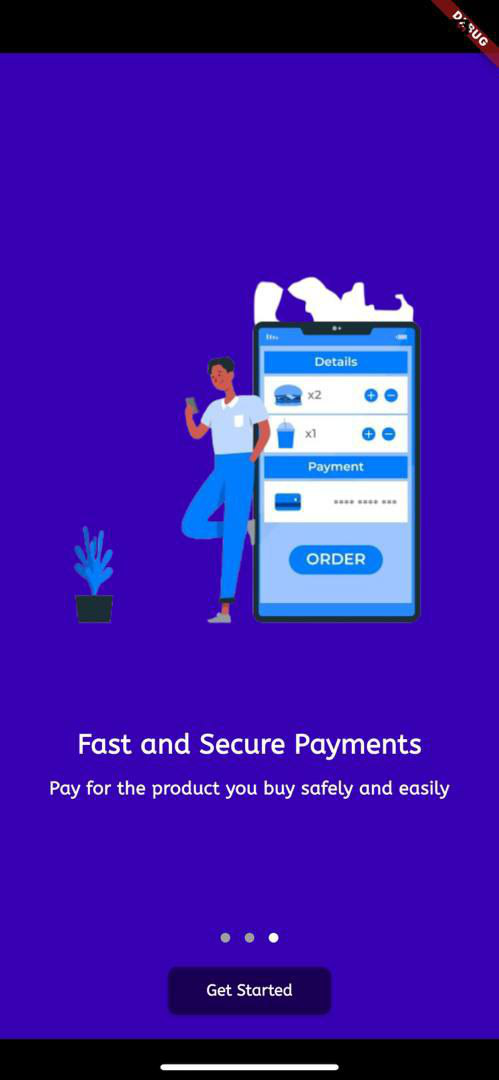 DEBUG
Details
x2
x1
Payment
ORDER
Fast and Secure Payments
Pay for the product you buy safely and easily
Get Started